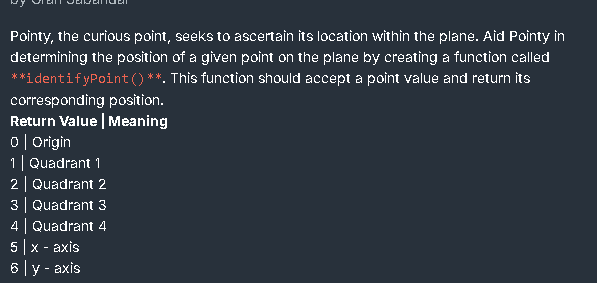 by Oran Sabandal
Pointy, the curious point, seeks to ascertain its location within the plane. Aid Pointy in
determining the position of a given point on the plane by creating a function called
**identifyPoint()**. This function should accept a point value and return its
corresponding position.
Return Value | Meaning
0 | Origin
1 | Quadrant 1
2 | Quadrant 2
3 | Quadrant 3
4 | Quadrant 4
5 | x - axis
6 | y - axis